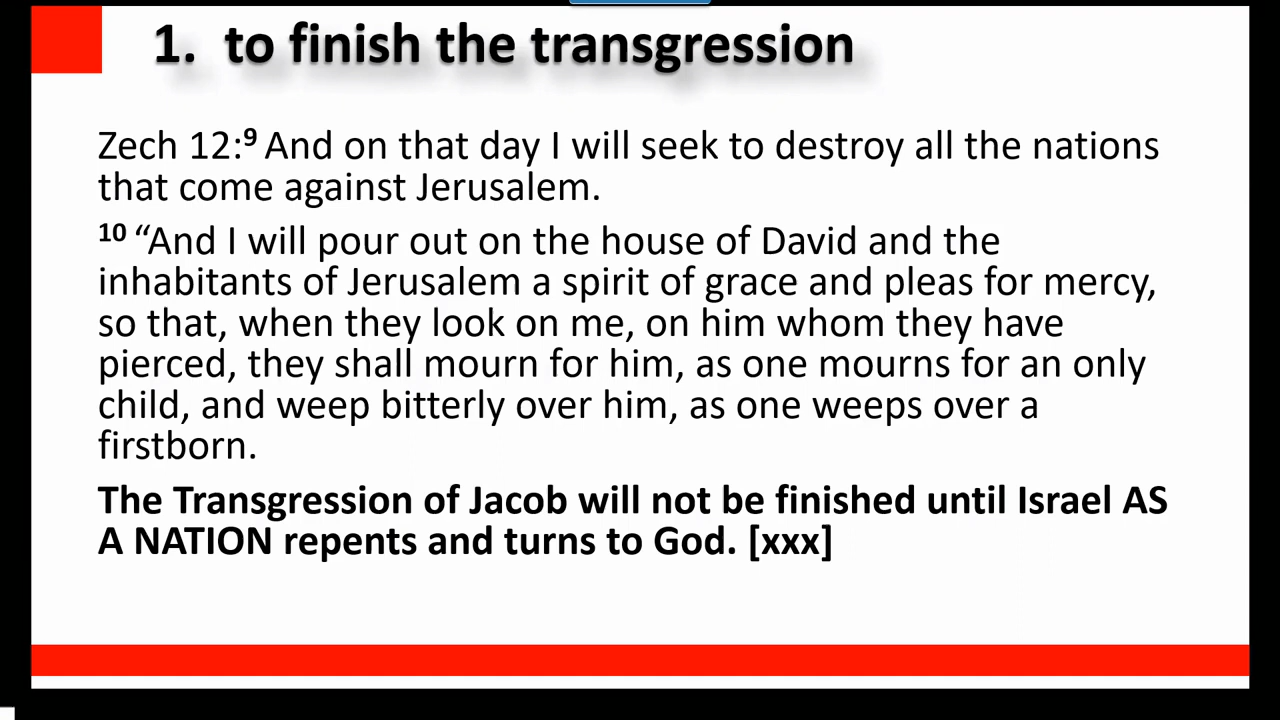 1. to finish the transgression
Zech 12:9 And on that day I will seek to destroy all the nations
that come against Jerusalem.
10 “And I will pour out on the house of David and the
inhabitants of Jerusalem a spirit of grace and pleas for mercy,
so that, when they look on me, on him whom they have
pierced, they shall mourn for him, as one mourns for an only
child, and weep bitterly over him, as one weeps over a
firstborn.
The Transgression of Jacob will not be finished until Israel AS
A NATION repents and turns to God. [xxx]